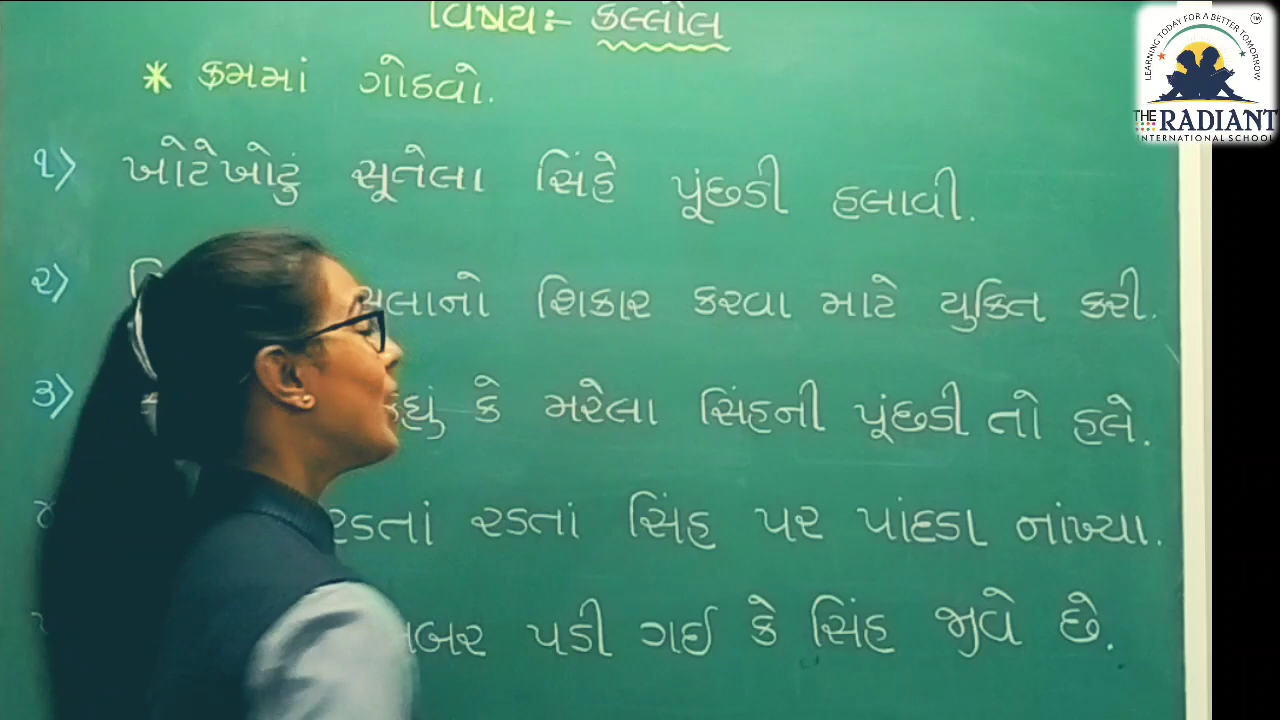 વિષય:- કલ્લોલ
* ક્રમમાં ગોઠવો.
૧) ખોટેખોટું સૂતેલા સિંહે પૂંછડી હલાવી.
૨) શિકાર કરવા માટે યુક્તિ કરી.
૩) કે મરેલા સિંહની પૂંછડી તો હલે.
રડતાં રડતાં સિંહ પર પાંદડા નાંખ્યા.
પડી ગઈ કે સિંહ જીવે છે.
LEARNING TODAY FOR A BETTER TOMORROW
TM
THE RADIANT
INTERNATIONAL SCHOOL